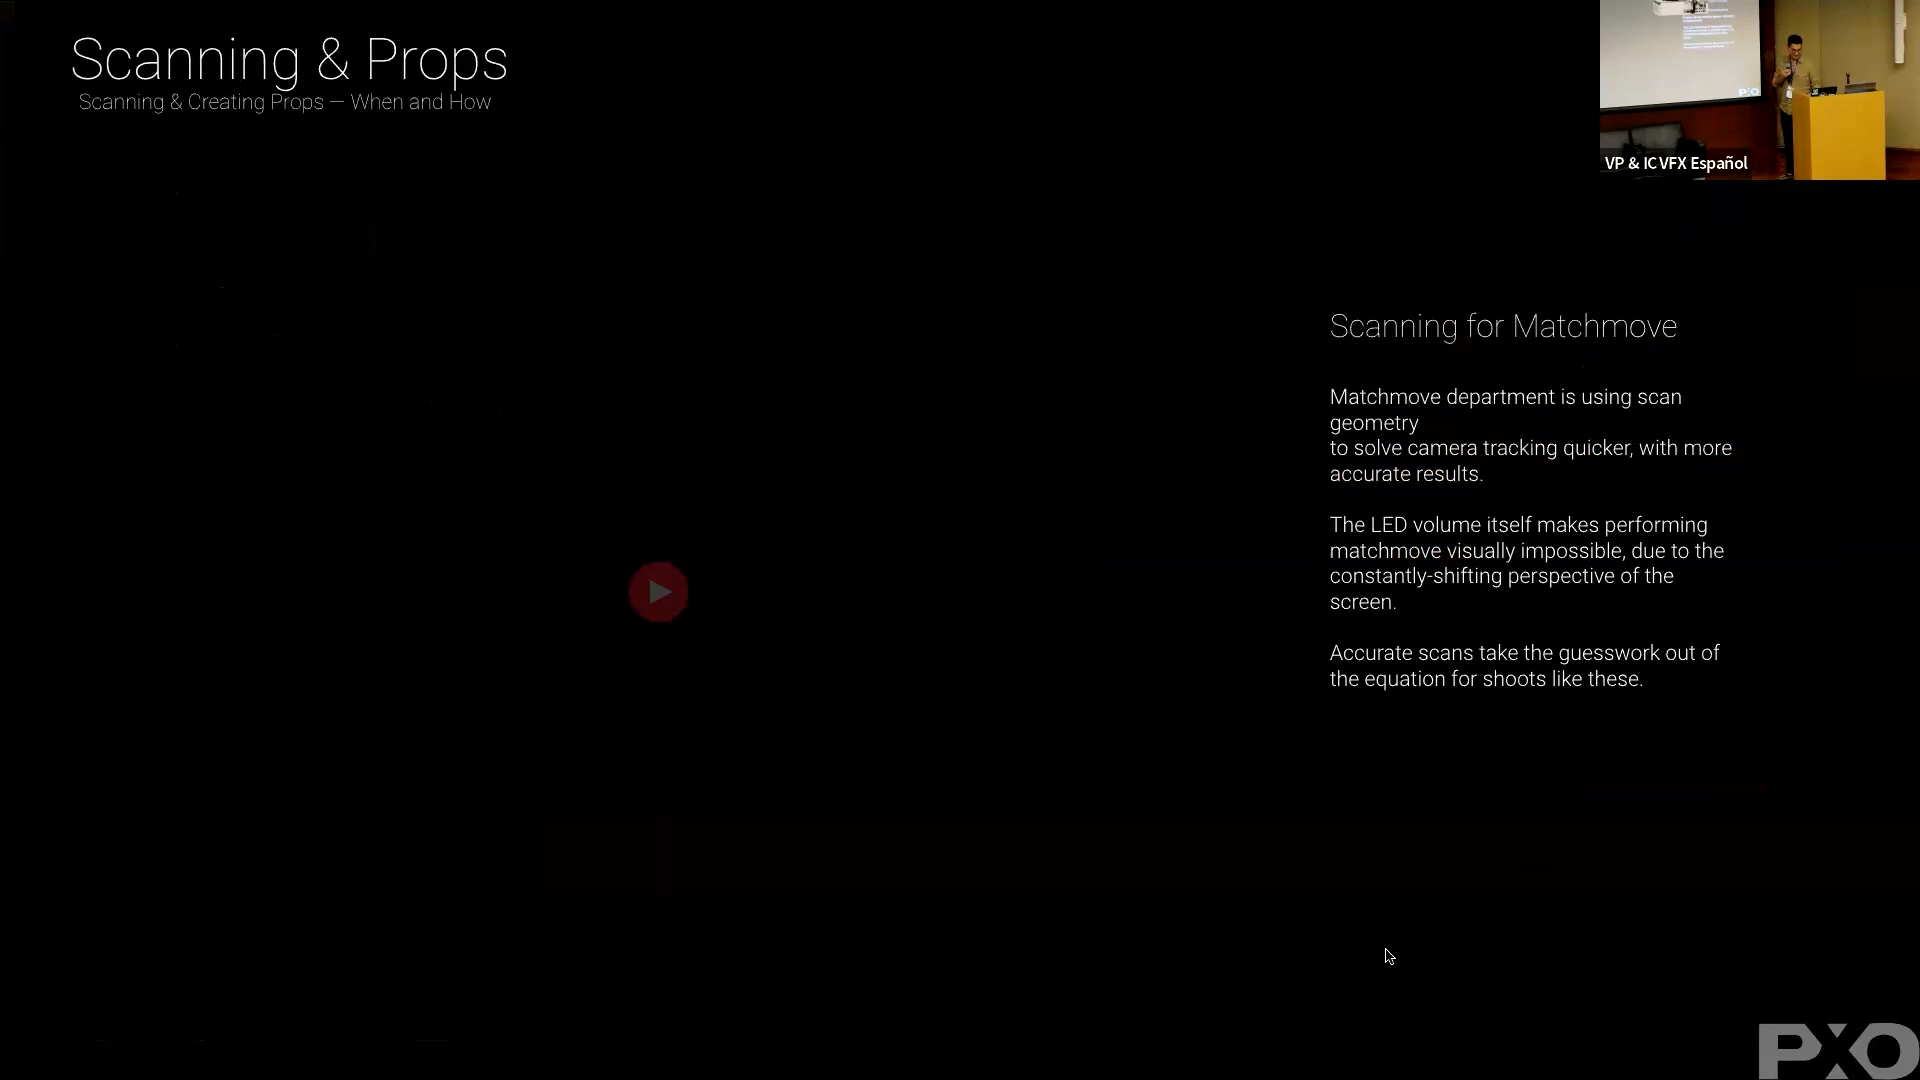 Scanning & Props
Scanning & Creating Props — When and How
VP & ICVFX Español
PXO
Scanning for Matchmove
Matchmove department is using scan
geometry
to solve camera tracking quicker, with more
accurate results.
The LED volume itself makes performing
matchmove visually impossible, due to the
constantly-shifting perspective of the
screen.
Accurate scans take the guesswork out of
the equation for shoots like these.
PXO